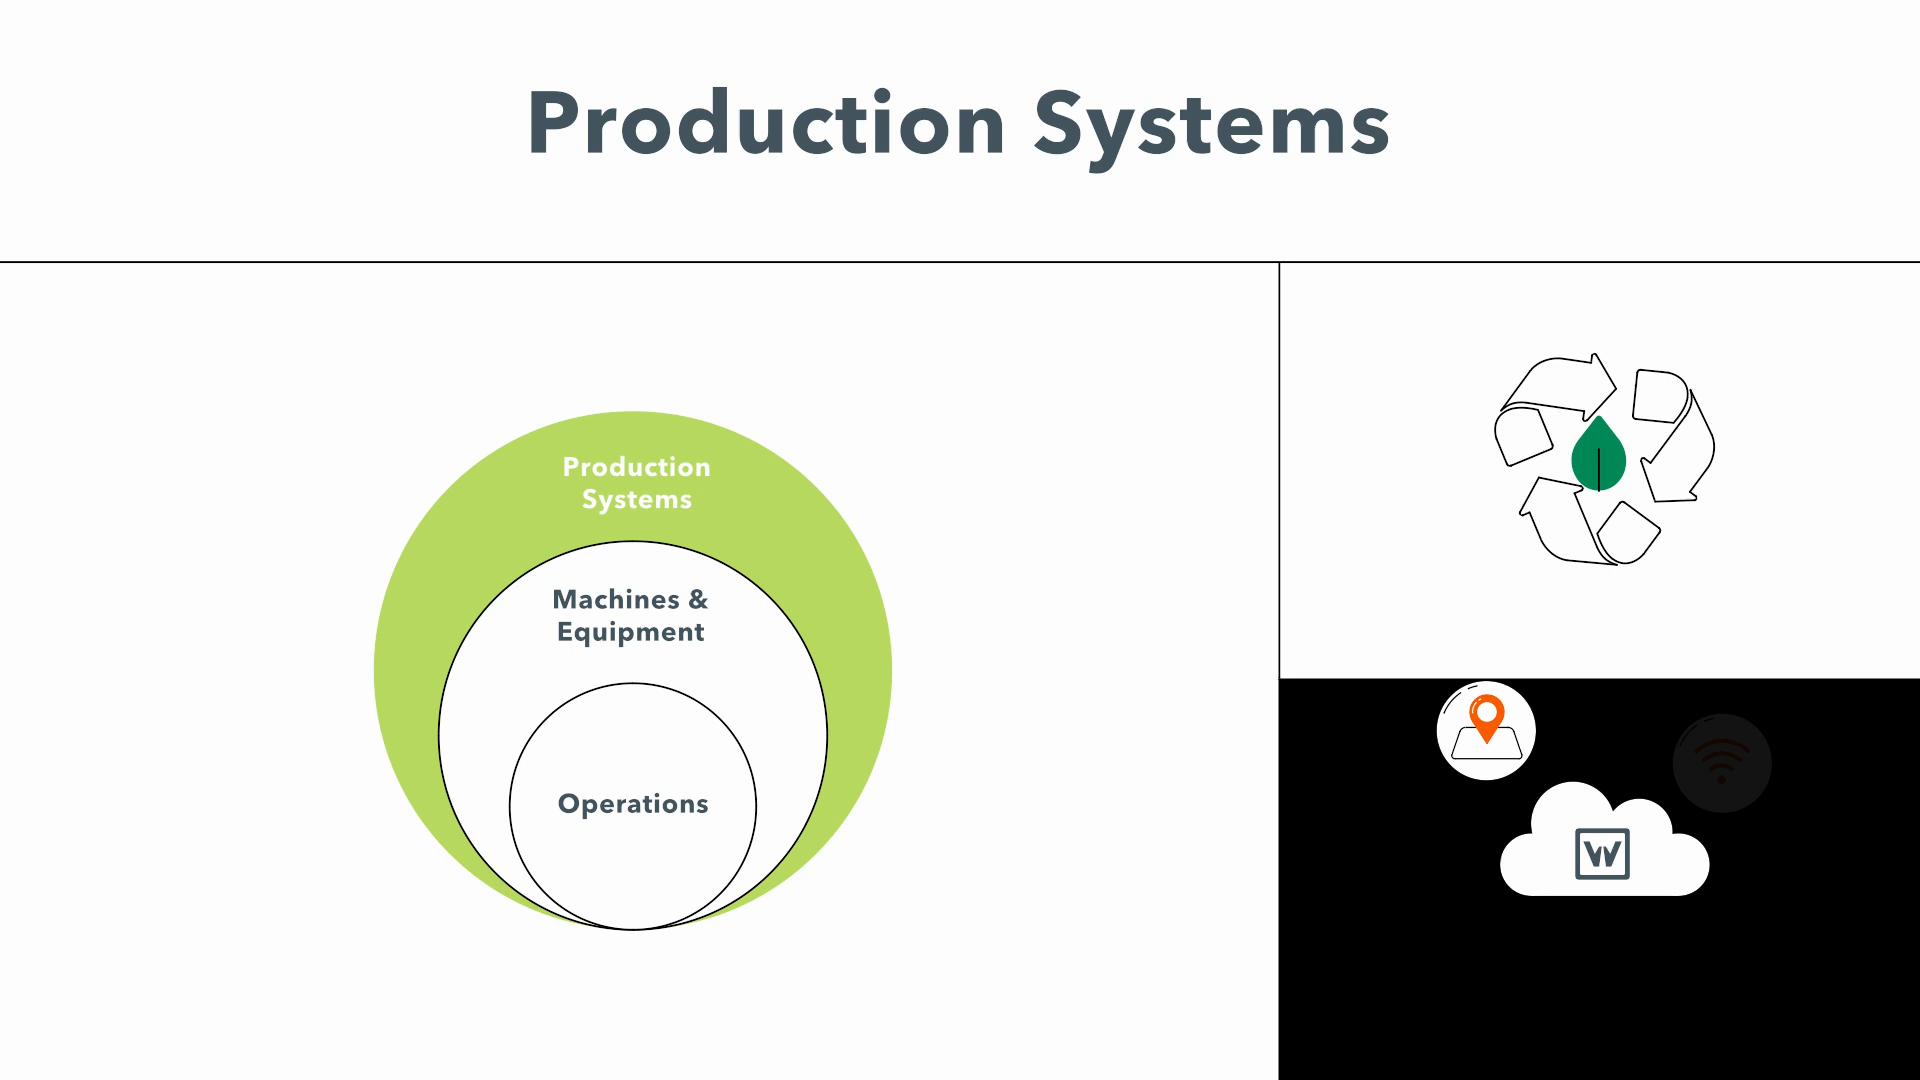 Production Systems
Production
Systems
Machines &
Equipment
Operations
W